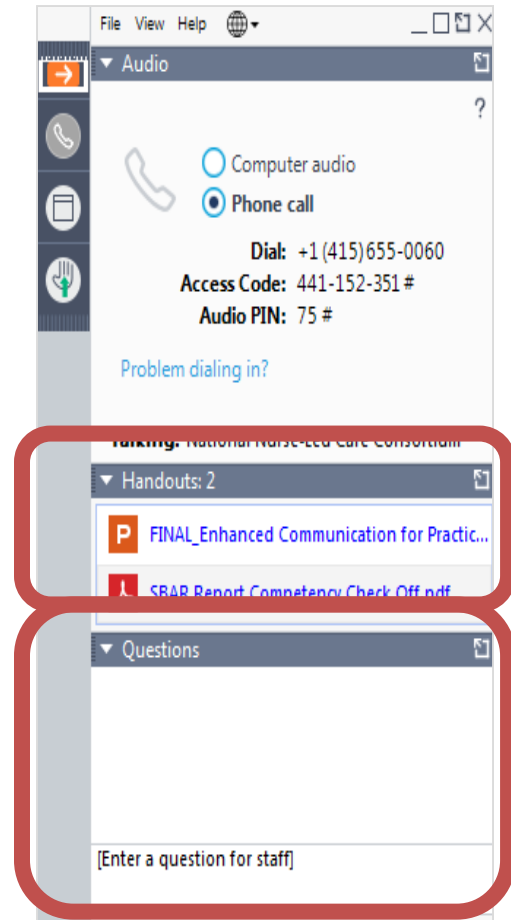 File View Help
Audio
?
Computer audio
Phone call
Dial: +1 (415) 655-0060
Access Code: 441-152-351 #
Audio PIN: 75 #
Problem dialing in?
Talking: National Nurse-Led Care Consortiu...
Handouts: 2
P FINAL_Enhanced Communication for Practic...
SBAR Report Competency Check Off.pdf
Questions
[Enter a question for staff]